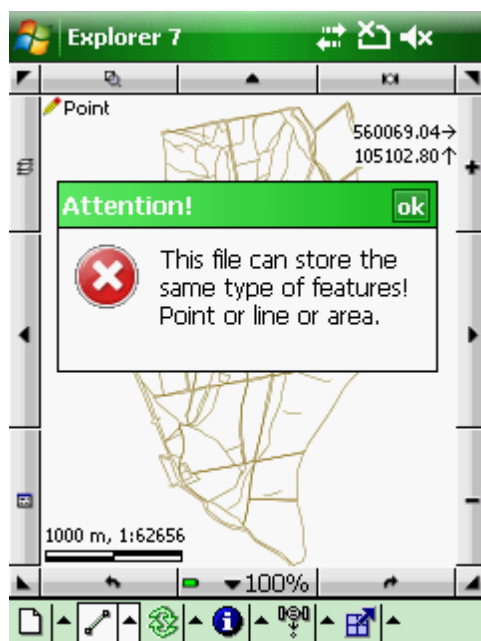 Explorer 7
Point
560069.04→
105102.80↑
Attention!
ok
This file can store the
same type of features!
Point or line or area.
1000 m, 1:62656
100%